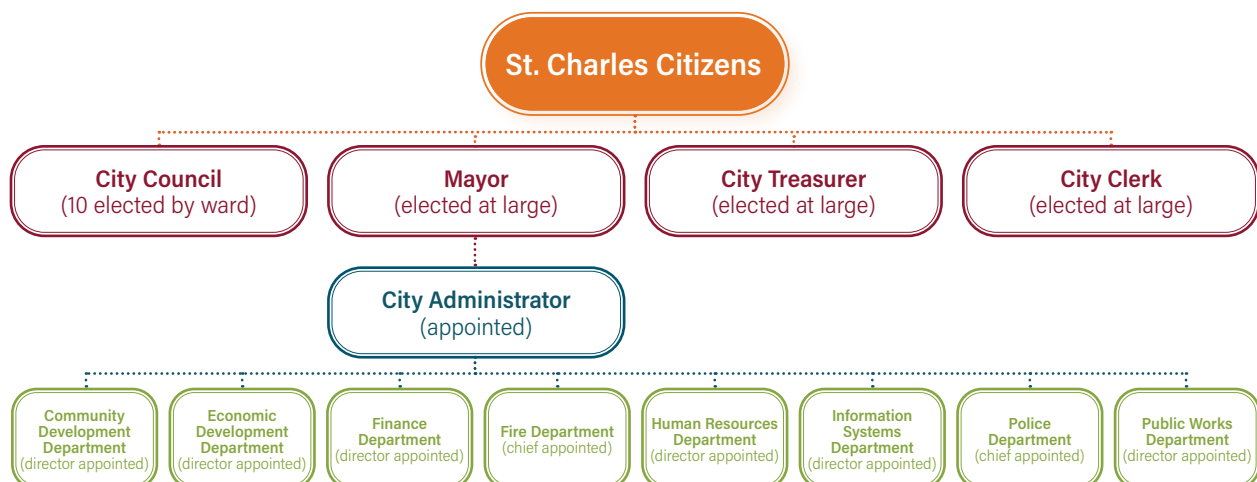 St. Charles Citizens
City Council
(10 elected by ward)
Mayor
(elected at large)
City Treasurer
(elected at large)
City Clerk
(elected at large)
City Administrator
(appointed)
Community
Development
Department
(director appointed)
Economic
Development
Department
(director appointed)
Finance
Department
(director appointed)
Fire Department
(chief appointed)
Human Resources
Department
(director appointed)
Information
Systems
Department
(director appointed)
Police
Department
(chief appointed)
Public Works
Department
(director appointed)